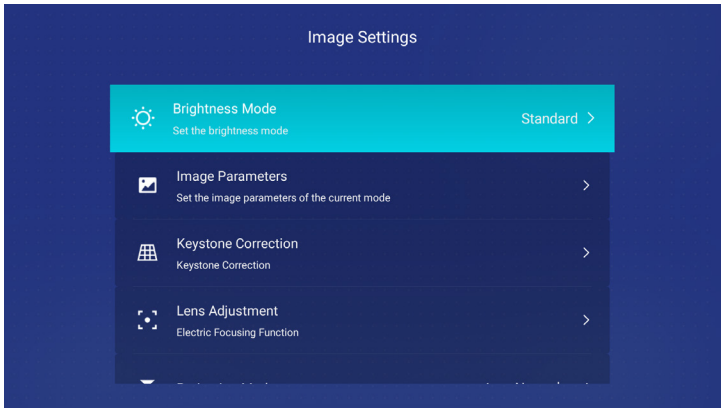 Image Settings
Brightness Mode
Set the brightness mode
Standard
Image Parameters
Set the image parameters of the current mode
Keystone Correction
Keystone Correction
Lens Adjustment
Electric Focusing Function